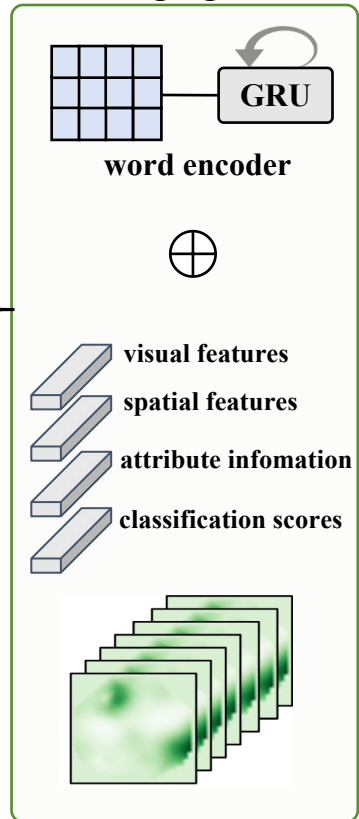 GRU
word encoder
visual features
spatial features
attribute infomation
classification scores